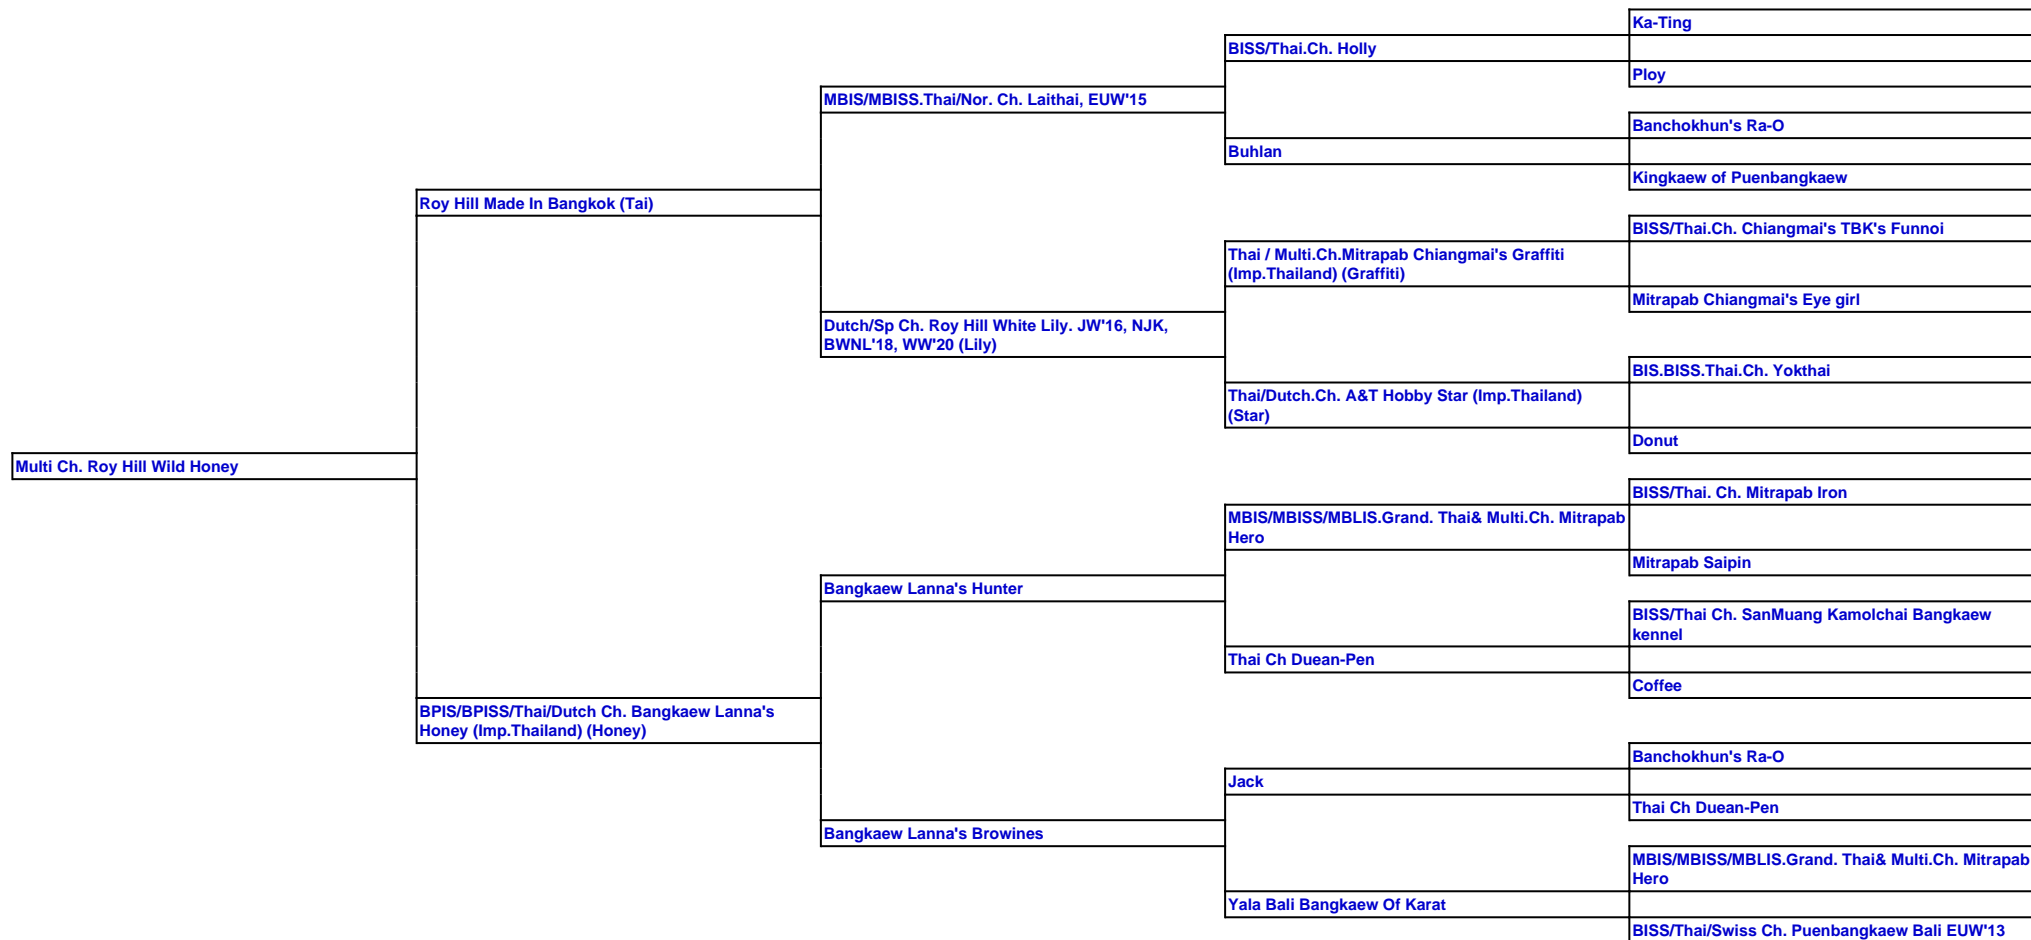 Ka-Ting
BISS/Thai.Ch. Holly
Ploy
MBIS/MBISS.Thai/Nor. Ch. Laithai, EUW'15
Banchokhun's Ra-O
Buhlan
Kingkaew of Puenbangkaew
Roy Hill Made In Bangkok (Tai)
BISS/Thai.Ch. Chiangmai's TBK's Funnoi
Thai / Multi.Ch.Mitrapab Chiangmai's Graffiti
(Imp.Thailand) (Graffiti)
Mitrapab Chiangmai's Eye girl
Dutch/Sp Ch. Roy Hill White Lily. JW'16, NJK,
BWNL'18, WW'20 (Lily)
BIS.BISS.Thai.Ch. Yokthai
Thai/Dutch.Ch. A&T Hobby Star (Imp.Thailand)
(Star)
Donut
Multi Ch. Roy Hill Wild Honey
BISS/Thai. Ch. Mitrapab Iron
MBIS/MBISS/MBLIS.Grand. Thai& Multi.Ch. Mitrapab
Hero
Mitrapab Saipin
Bangkaew Lanna's Hunter
BISS/Thai Ch. SanMuang Kamolchai Bangkaew
kennel
Thai Ch Duean-Pen
Coffee
BPIS/BPISS/Thai/Dutch Ch. Bangkaew Lanna's
Honey (Imp.Thailand) (Honey)
Banchokhun's Ra-O
Jack
Thai Ch Duean-Pen
Bangkaew Lanna's Browines
MBIS/MBISS/MBLIS.Grand. Thai& Multi.Ch. Mitrapab
Hero
Yala Bali Bangkaew Of Karat
BISS/Thai/Swiss Ch. Puenbangkaew Bali EUW'13